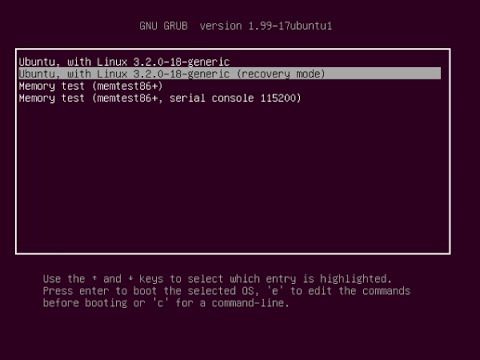 GNU GRUB version 1.99-17ubuntu1
Ubuntu, with Linux 3.2.0-18-generic
Ubuntu, with Linux 3.2.0-18-generic (recovery mode)
Memory test (memtest86+)
Memory test (memtest86+, serial console 115200)
Use the ↑ and ↓ keys to select which entry is highlighted.
Press enter to boot the selected OS, 'e' to edit the commands
before booting or 'c' for a command-line.